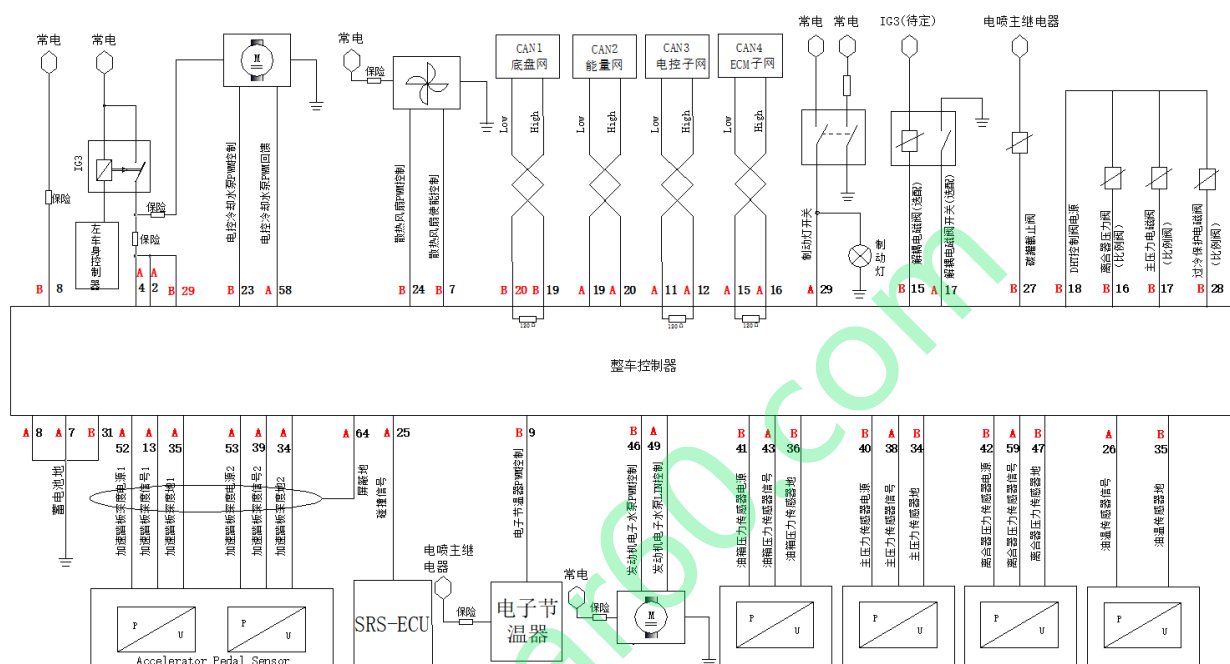 常电
常电
常电
常电
常电
IG3(待定)
电喷主继电器
保险
CAN1
底盘网
CAN2
能量网
CAN3
电控子网
CAN4
ECM子网
M
Low
High
Low
High
Low
High
Low
High
IG3
保险
保险
保险
左车身控制器
电控冷却水泵PWM控制
电控冷却水泵PWM回馈
散热风扇PWM控制
散热风扇使能控制
制动灯开关
制动灯
解耦电磁阀(选配)
解耦电磁阀开关(选配)
碳罐截止阀
DHT控制阀电源
离合器压力阀
(比例阀)
主压力电磁阀
(比例阀)
过冷保护电磁阀
(比例阀)
B 8
A 4
A 2
B 29
B 23
A 58
B 24
B 7
B 20
B 19
A 19
A 20
A 11
A 12
A 15
A 16
A 29
B 15
A 17
B 27
B 18
B 16
B 17
B 28
120Ω
120Ω
120Ω
整车控制器
A 8
A 7
B 31
A 52
A 13
A 35
A 53
A 39
A 34
A 64
A 25
B 9
B 46
A 49
B 41
A 43
B 36
B 40
A 38
B 34
B 42
A 59
B 47
A 26
B 35
蓄电池地
加速踏板深度电源1
加速踏板深度信号1
加速踏板深度地1
加速踏板深度电源2
加速踏板深度信号2
加速踏板深度地2
屏蔽地
碰撞信号
电子节温器PWM控制
发动机电子水泵PWM控制
发动机电子水泵LIN控制
油箱压力传感器电源
油箱压力传感器信号
油箱压力传感器地
主压力传感器电源
主压力传感器信号
主压力传感器地
离合器压力传感器电源
离合器压力传感器信号
离合器压力传感器地
油温传感器信号
油温传感器地
电喷主继
电器
常电
保险
保险
P
U
P
U
Accelerator Pedal Sensor
SRS-ECU
电子节
温器
M
P
U
P
U
P
U
P
U
ar60.com